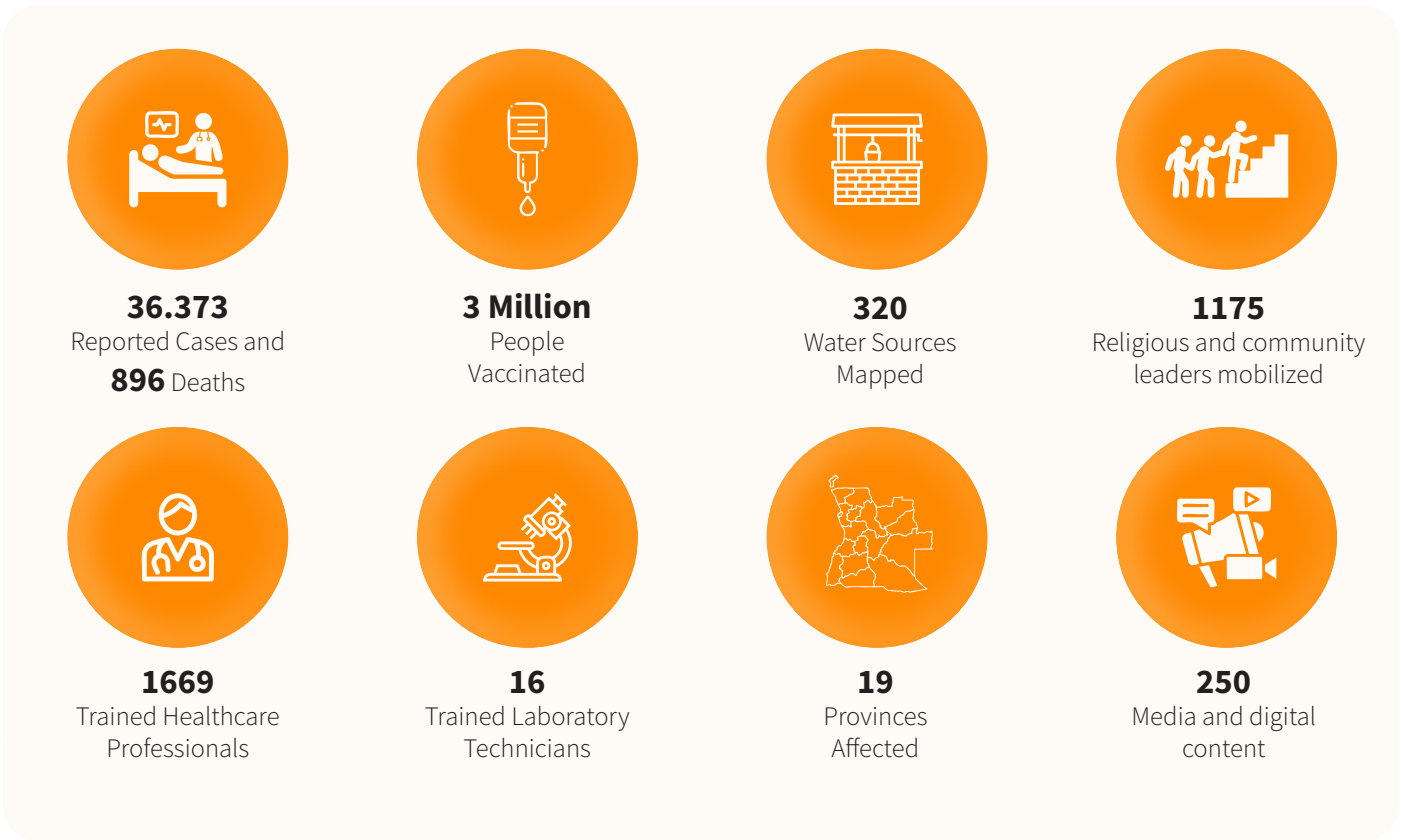 36.373
Reported Cases and
896 Deaths
3 Million
People
Vaccinated
320
Water Sources
Mapped
1175
Religious and community
leaders mobilized
1669
Trained Healthcare
Professionals
16
Trained Laboratory
Technicians
19
Provinces
Affected
250
Media and digital
content